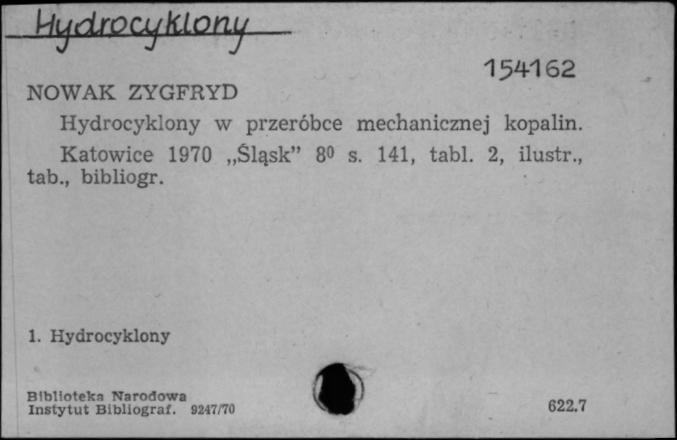 Hydrocyklony
154162
NOWAK ZYGFRYD
Hydrocyklony w przeróbce mechanicznej kopalin.
Katowice 1970 „Śląsk” 8⁰ s. 141, tabl. 2, ilustr.,
tab., bibliogr.
1. Hydrocyklony
Biblioteka Narodowa
Instytut Bibliograf. 9247/70
622.7